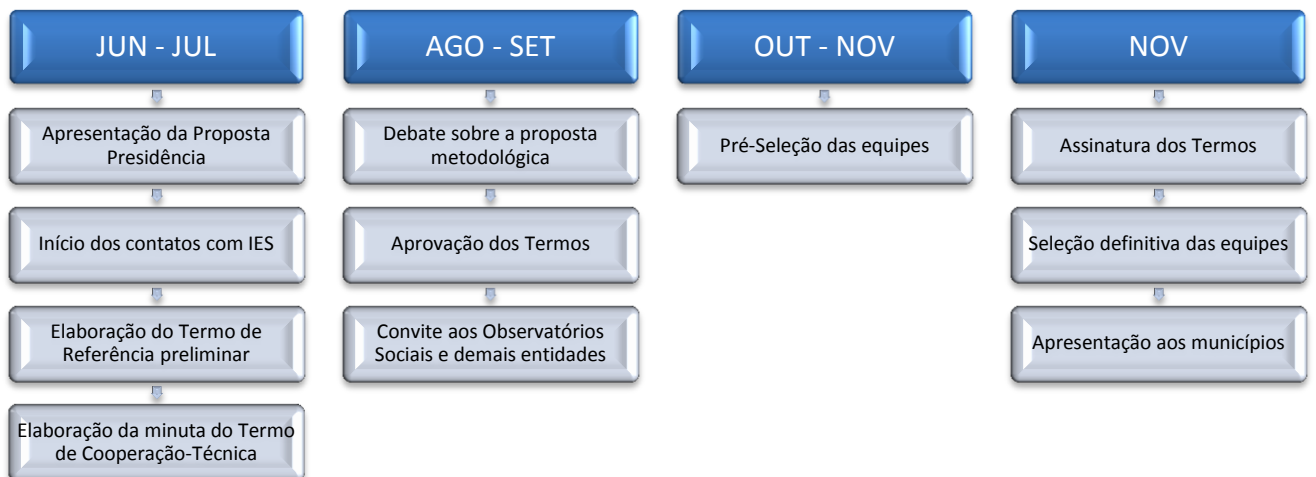 JUN - JUL
Apresentação da Proposta
Presidência
Início dos contatos com IES
Elaboração do Termo de
Referência preliminar
Elaboração da minuta do Termo
de Cooperação-Técnica
AGO - SET
Debate sobre a proposta
metodológica
Aprovação dos Termos
Convite aos Observatórios
Sociais e demais entidades
OUT - NOV
Pré-Seleção das equipes
NOV
Assinatura dos Termos
Seleção definitiva das equipes
Apresentação aos municípios